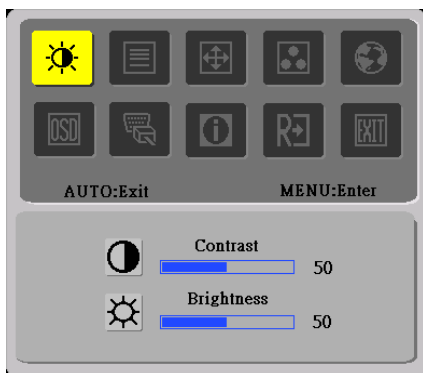 OSD R EXIT
AUTO:Exit MENU:Enter
Contrast
50
Brightness
50